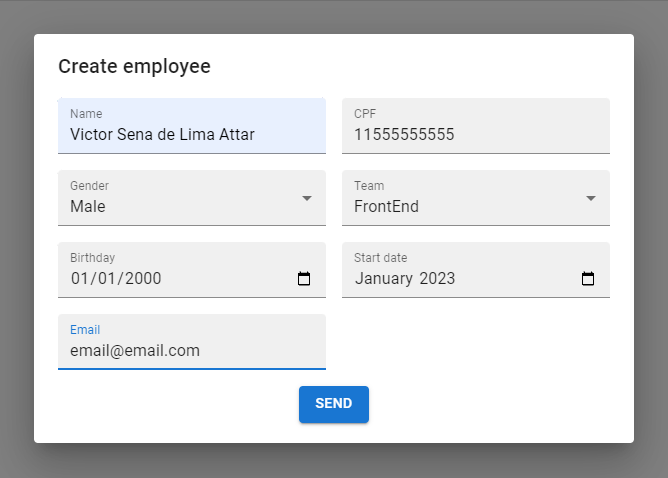 Create employee
Name
Victor Sena de Lima Attar
CPF
11555555555
Gender
Male
Team
FrontEnd
Birthday
01/01/2000
Start date
January 2023
Email
email@email.com
SEND